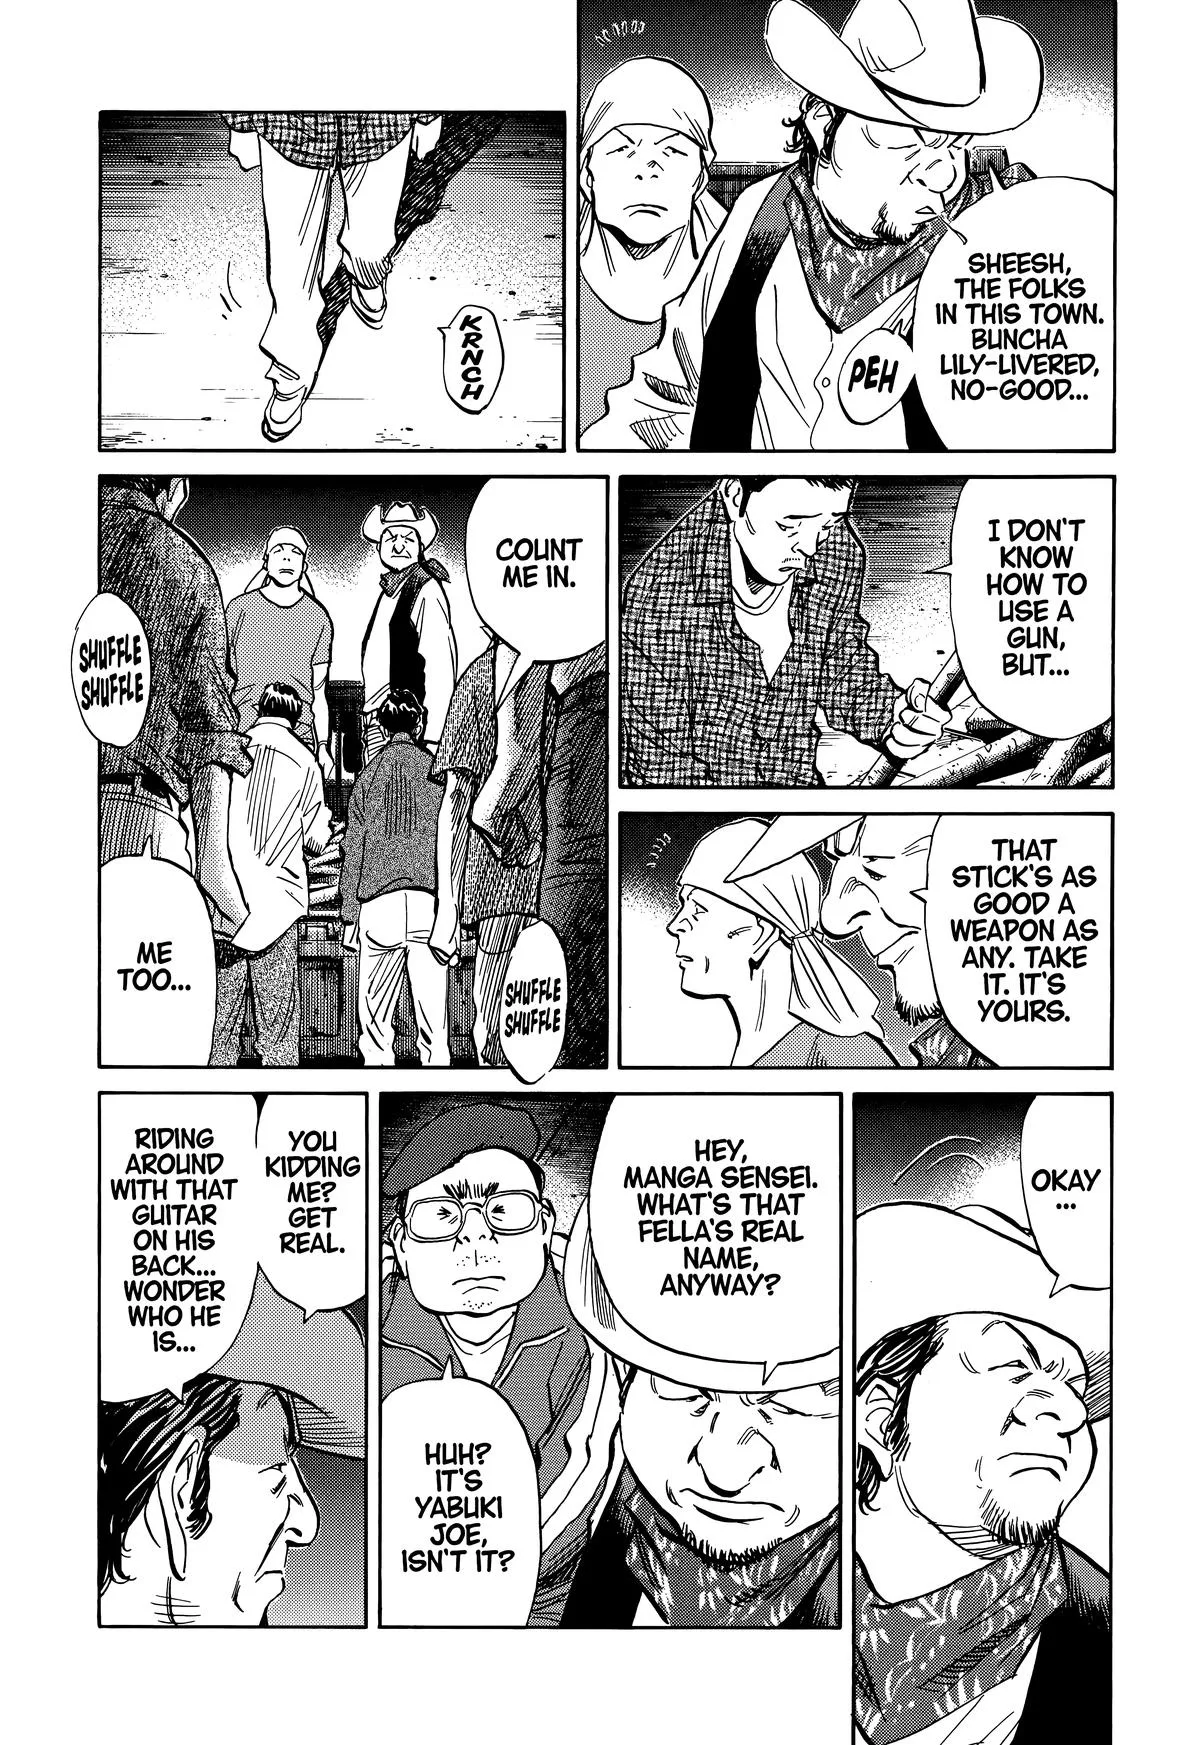 SHEESH,
THE FOLKS
IN THIS TOWN.
BUNCHA
LILY-LIVERED,
NO-GOOD...
PEH
KRNCH
I DON'T
KNOW
HOW TO
USE A
GUN,
BUT...
THAT
STICK'S AS
GOOD A
WEAPON AS
ANY. TAKE
IT. IT'S
YOURS.
COUNT
ME IN.
SHUFFLE
SHUFFLE
ME
TOO...
SHUFFLE
SHUFFLE
OKAY
...
HEY,
MANGA SENSEI.
WHAT'S THAT
FELLA'S REAL
NAME,
ANYWAY?
HUH?
IT'S
YABUKI
JOE,
ISN'T IT?
YOU
KIDDING
ME?
GET
REAL.
RIDING
AROUND
WITH THAT
GUITAR
ON HIS
BACK...
WONDER
WHO HE
IS...